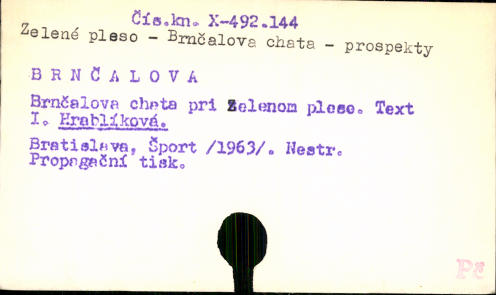 Čís.kn. X-492.144
Zelené pleso - Brnčalova chata - prospekty
BRNČALOVA
Brnčalova chata pri Zelenom plese. Text
I. Hrablíková.
Bratislava, Šport /1963/. Nestr.
Propagační tisk.